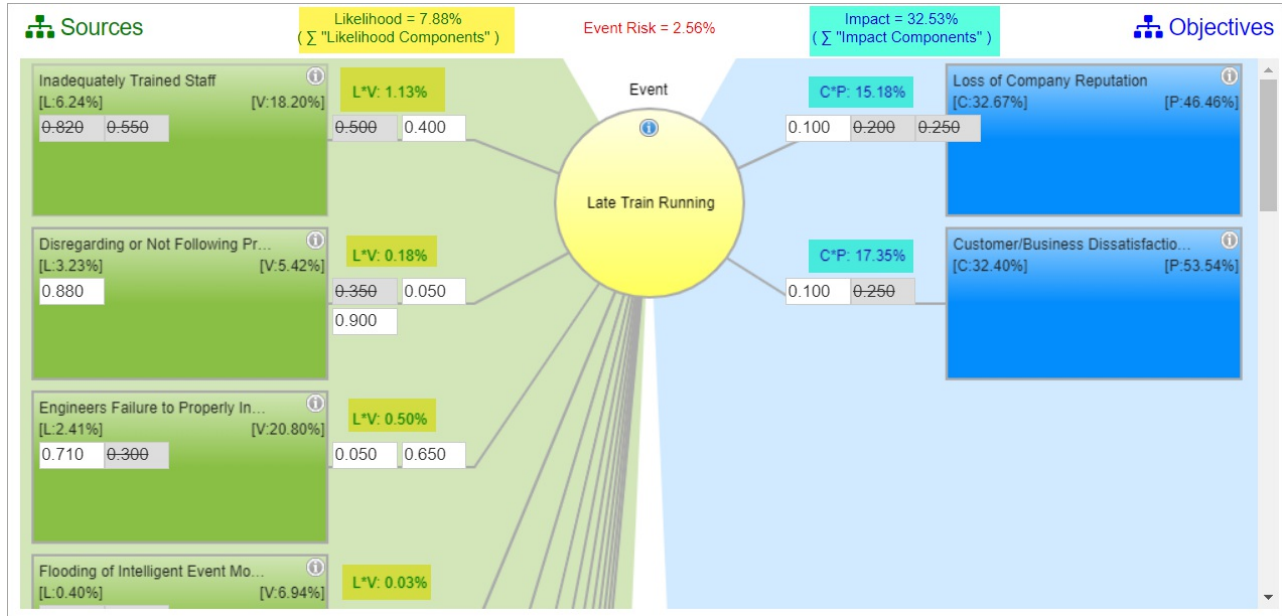 Sources
Likelihood = 7.88%
( ∑ "Likelihood Components" )
Event Risk = 2.56%
Impact = 32.53%
( ∑ "Impact Components" )
Objectives
Inadequately Trained Staff
[L:6.24%] [V:18.20%]
0.820 0.550
L*V: 1.13%
0.500 0.400
Disregarding or Not Following Pr...
[L:3.23%] [V:5.42%]
0.880
L*V: 0.18%
0.350 0.050
0.900
Engineers Failure to Properly In...
[L:2.41%] [V:20.80%]
0.710 0.300
L*V: 0.50%
0.050 0.650
Flooding of Intelligent Event Mo...
[L:0.40%] [V:6.94%]
L*V: 0.03%
Event
Late Train Running
C*P: 15.18%
0.100 0.200 0.250
Loss of Company Reputation
[C:32.67%] [P:46.46%]
C*P: 17.35%
0.100 0.250
Customer/Business Dissatisfactio...
[C:32.40%] [P:53.54%]